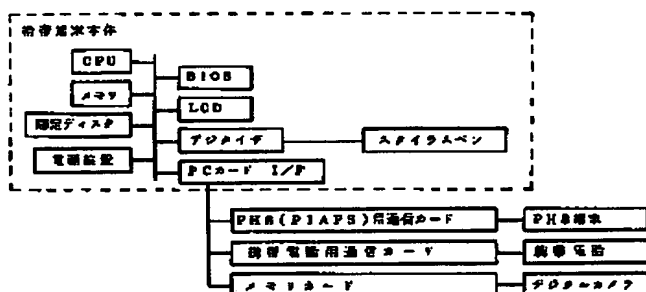 携帯端末本体
CPU
BIOS
メモリ
LCD
固定ディスク
デジタイザ
スタイラスペン
電源装置
PCカード I/F
PHS(PIAFS)用通信カード
PHS端末
携帯電話用通信カード
携帯電話
メモリカード
デジタルカメラ